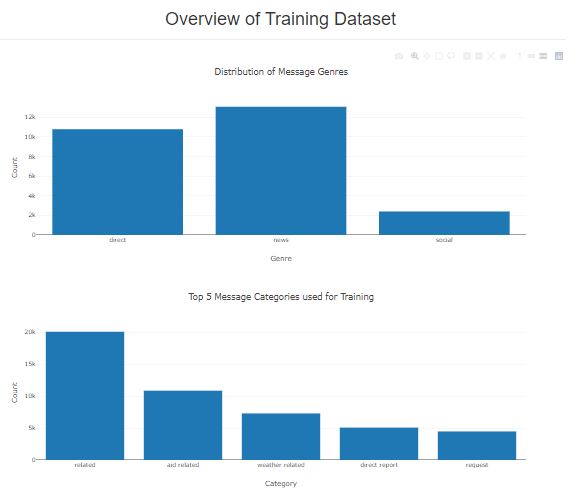 Overview of Training Dataset
Distribution of Message Genres
12k
10k
8k
6k
4k
2k
0
Count
direct
news
social
Genre
Top 5 Message Categories used for Training
20k
15k
10k
5k
0
Count
related
aid related
weather related
direct report
request
Category